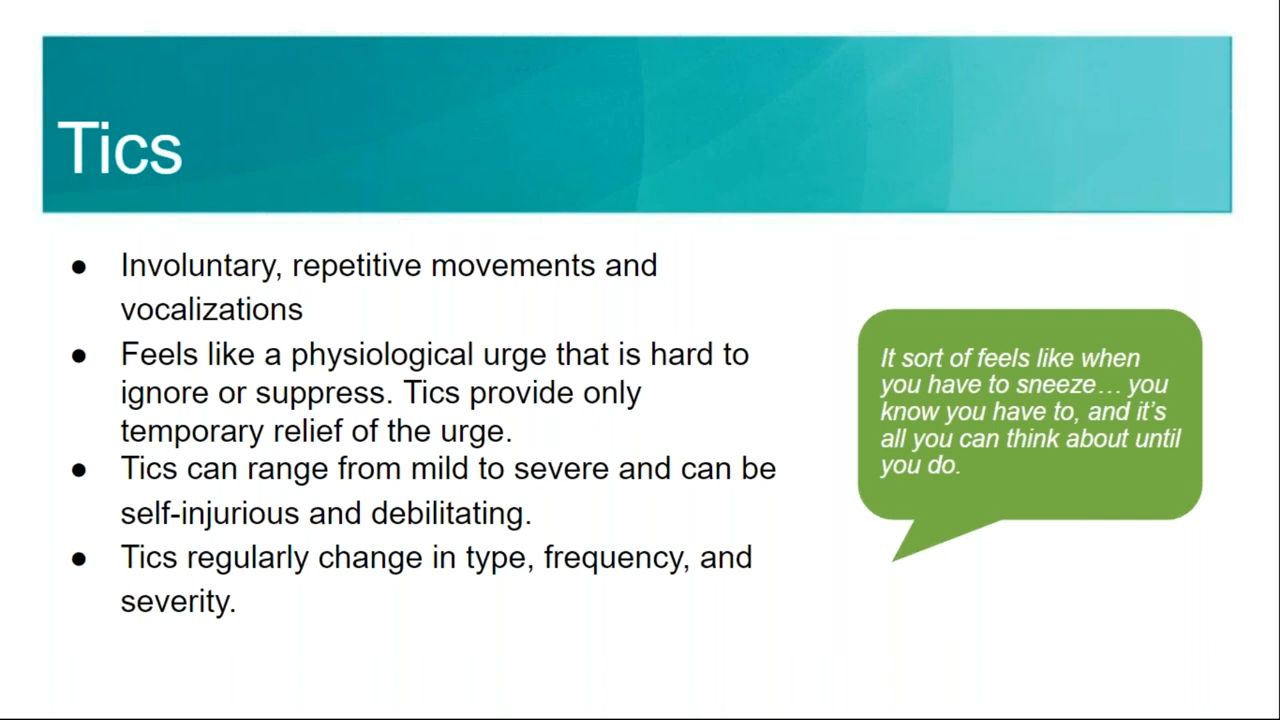 Tics
● Involuntary, repetitive movements and
vocalizations
● Feels like a physiological urge that is hard to
ignore or suppress. Tics provide only
temporary relief of the urge.
● Tics can range from mild to severe and can be
self-injurious and debilitating.
● Tics regularly change in type, frequency, and
severity.
It sort of feels like when
you have to sneeze… you
know you have to, and it’s
all you can think about until
you do.